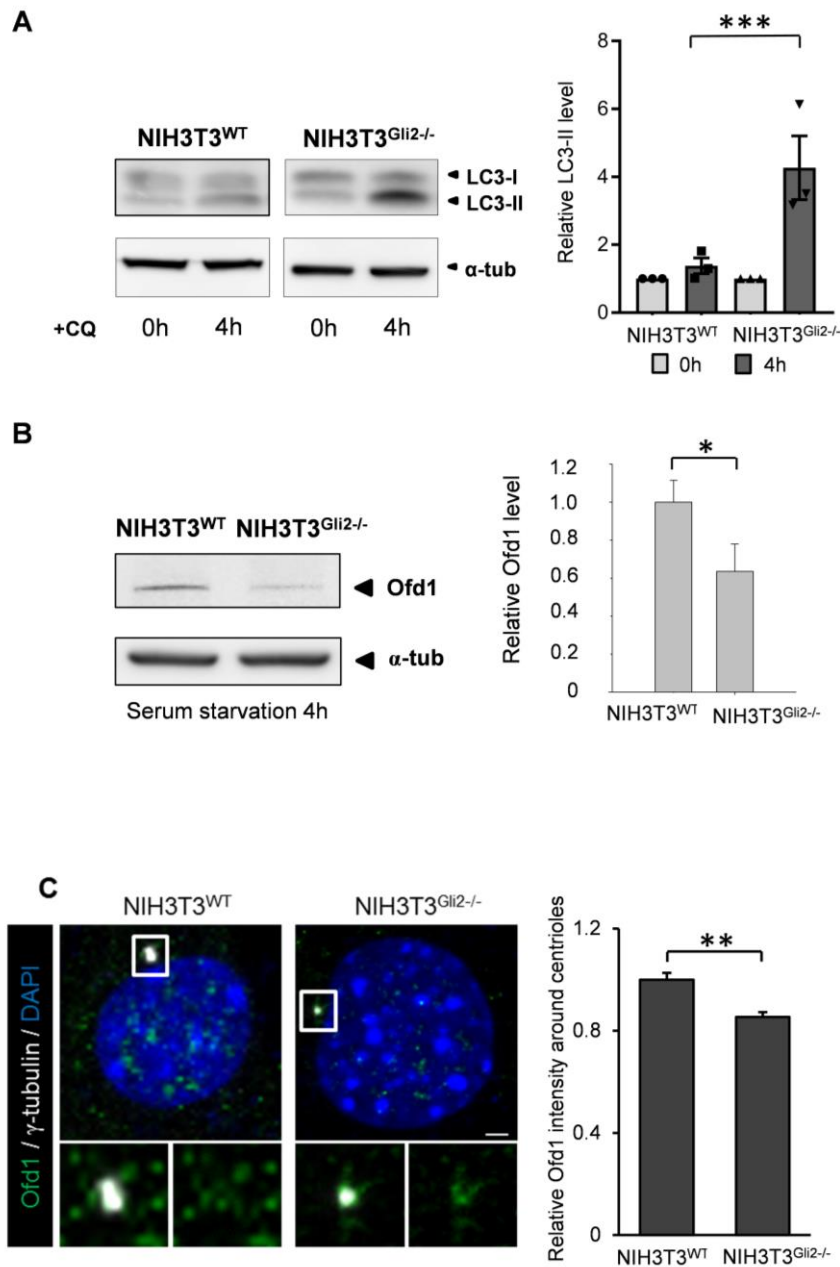 A
NIH3T3WT NIH3T3Gli2-/-
LC3-I
LC3-II
α-tub
+CQ 0h 4h 0h 4h
Relative LC3-II level
8
6
4
2
0
***
NIH3T3WT NIH3T3Gli2-/-
0h 4h
B
NIH3T3WT NIH3T3Gli2-/-
Ofd1
α-tub
Serum starvation 4h
Relative Ofd1 level
1.2
1.0
0.8
0.6
0.4
0.2
0
*
NIH3T3WT NIH3T3Gli2-/-
C
NIH3T3WT NIH3T3Gli2-/-
Ofd1 / γ-tubulin / DAPI
Relative Ofd1 intensity around centrioles
1.2
0.8
0.4
0
**
NIH3T3WT NIH3T3Gli2-/-